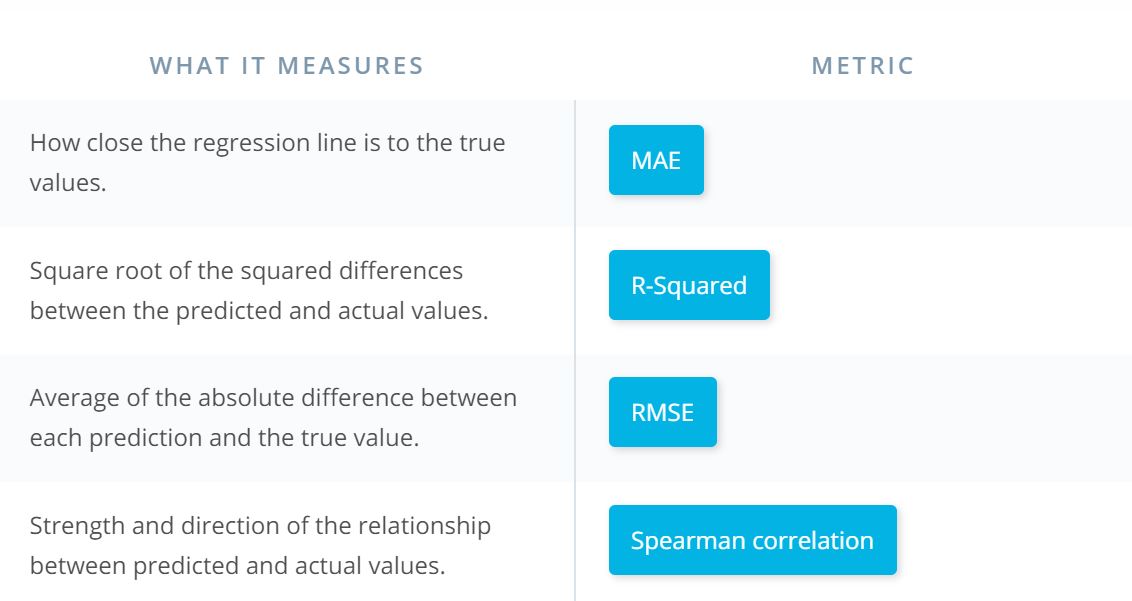 WHAT IT MEASURES
METRIC
How close the regression line is to the true
values.
MAE
Square root of the squared differences
between the predicted and actual values.
R-Squared
Average of the absolute difference between
each prediction and the true value.
RMSE
Strength and direction of the relationship
between predicted and actual values.
Spearman correlation